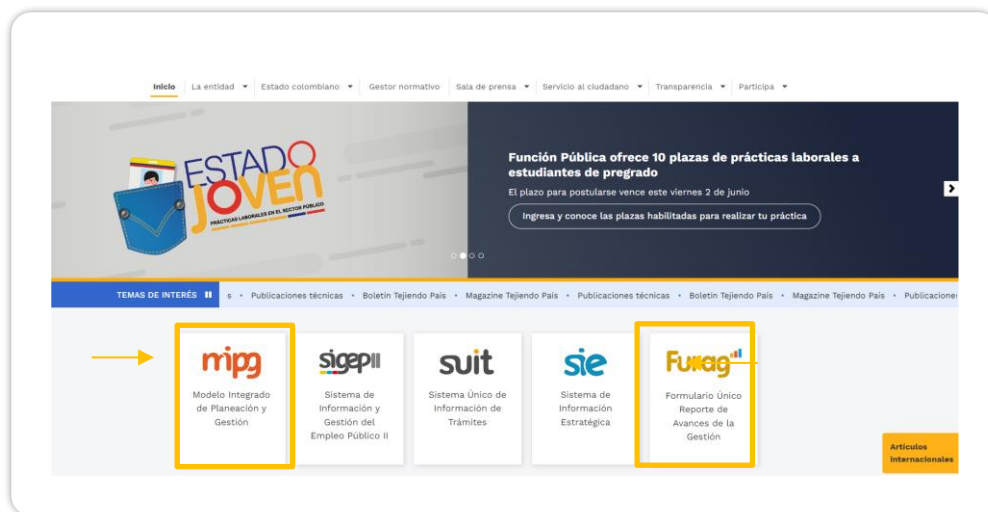 Inicio La entidad Estado colombiano Gestor normativo Sala de prensa Servicio al ciudadano Transparencia Participa
ESTADO
JOVEN
PRÁCTICAS LABORALES EN EL SECTOR PÚBLICO
Función Pública ofrece 10 plazas de prácticas laborales a
estudiantes de pregrado
El plazo para postularse vence este viernes 2 de junio
Ingresa y conoce las plazas habilitadas para realizar tu práctica
TEMAS DE INTERÉS s • Publicaciones técnicas • Boletín Tejiendo País • Magazine Tejiendo País • Publicaciones técnicas • Boletín Tejiendo País • Magazine Tejiendo País • Publicaciones
mipg
Modelo Integrado
de Planeación y
Gestión
sigepII
Sistema de
Información y
Gestión del
Empleo Público II
suit
Sistema Único de
Información de
Trámites
sie
Sistema de
Información
Estratégica
Furag
Formulario Único
Reporte de
Avances de la
Gestión
Artículos
internacionales